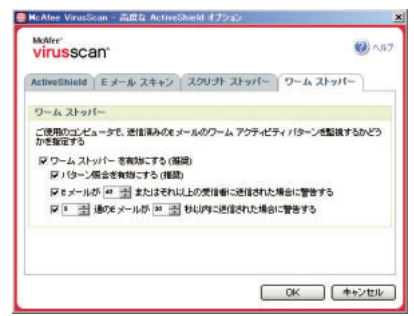 McAfee VirusScan - 高度な ActiveShield オプション
McAfee
virusscan
ヘルプ
ActiveShield
Eメール スキャン
スクリプト ストッパー
ワーム ストッパー
ワーム ストッパー
ご使用のコンピュータで、送信済みのEメールのワーム アクティビティ パターンを監視するかどう
かを指定する
ワーム ストッパー を有効にする (推奨)
パターン照合を有効にする (推奨)
Eメールが 40 またはそれ以上の受信者に送信された場合に警告する
5 通のEメールが 30 秒以内に送信された場合に警告する
OK
キャンセル